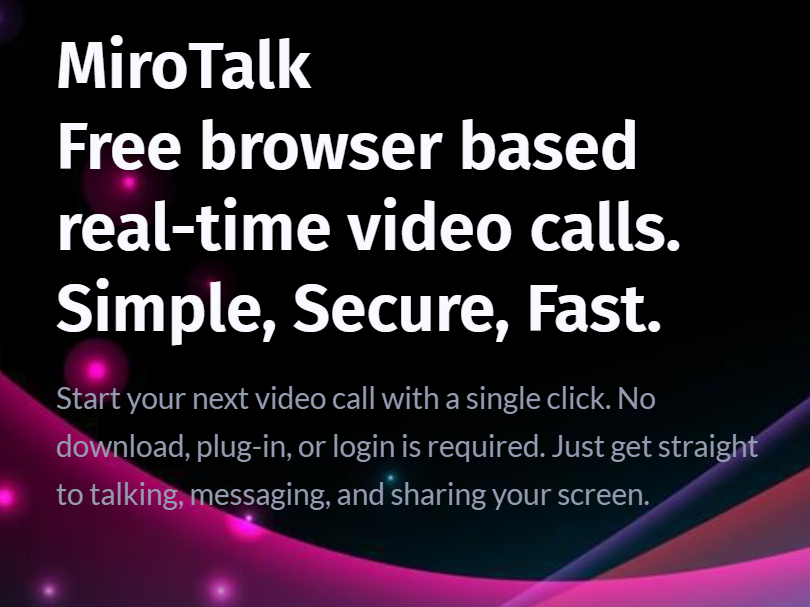 MiroTalk
Free browser based
real-time video calls.
Simple, Secure, Fast.
Start your next video call with a single click. No
download, plug-in, or login is required. Just get straight
to talking, messaging, and sharing your screen.